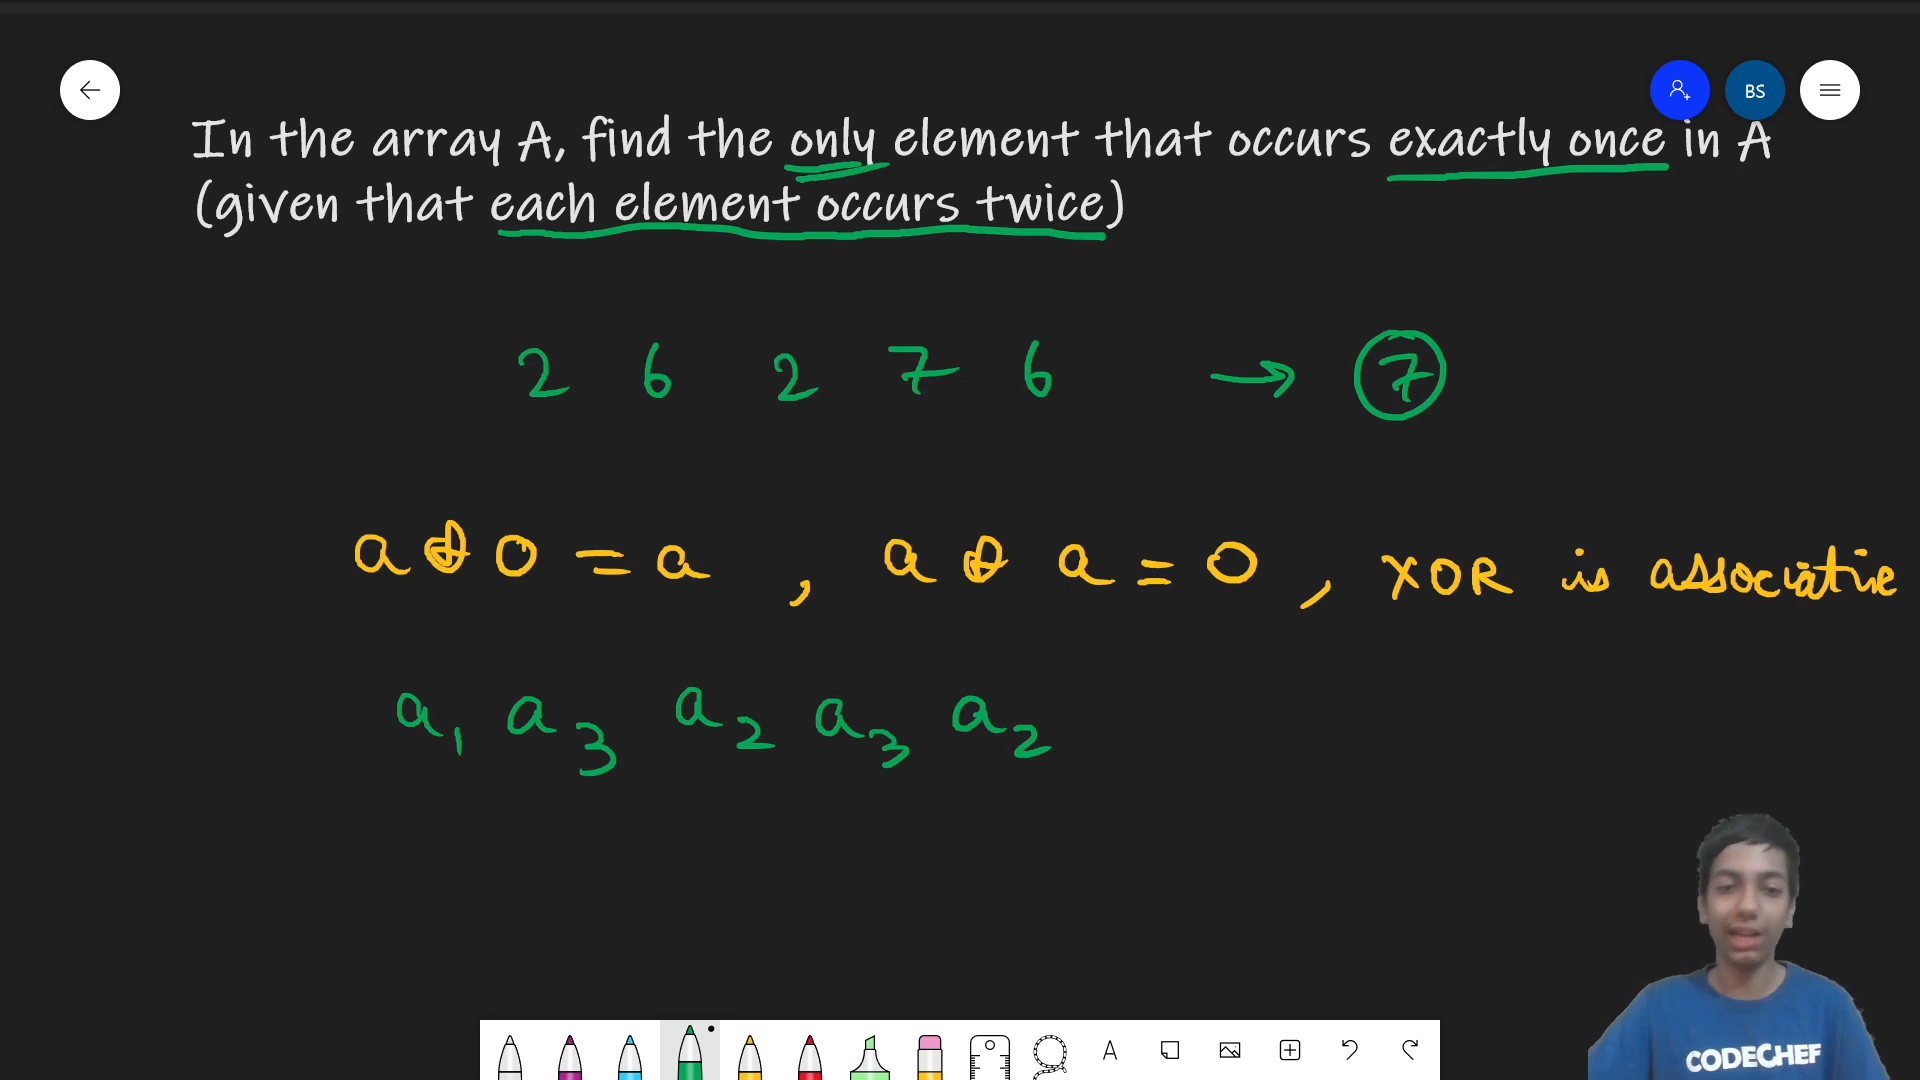 BS
In the array A, find the only element that occurs exactly once in A
(given that each element occurs twice)
2 6 2 7 6 → 7
a ⊕ 0 = a , a ⊕ a = 0 , XOR is associative
a₁ a₃ a₂ a₃ a₂
CODECHEF
A